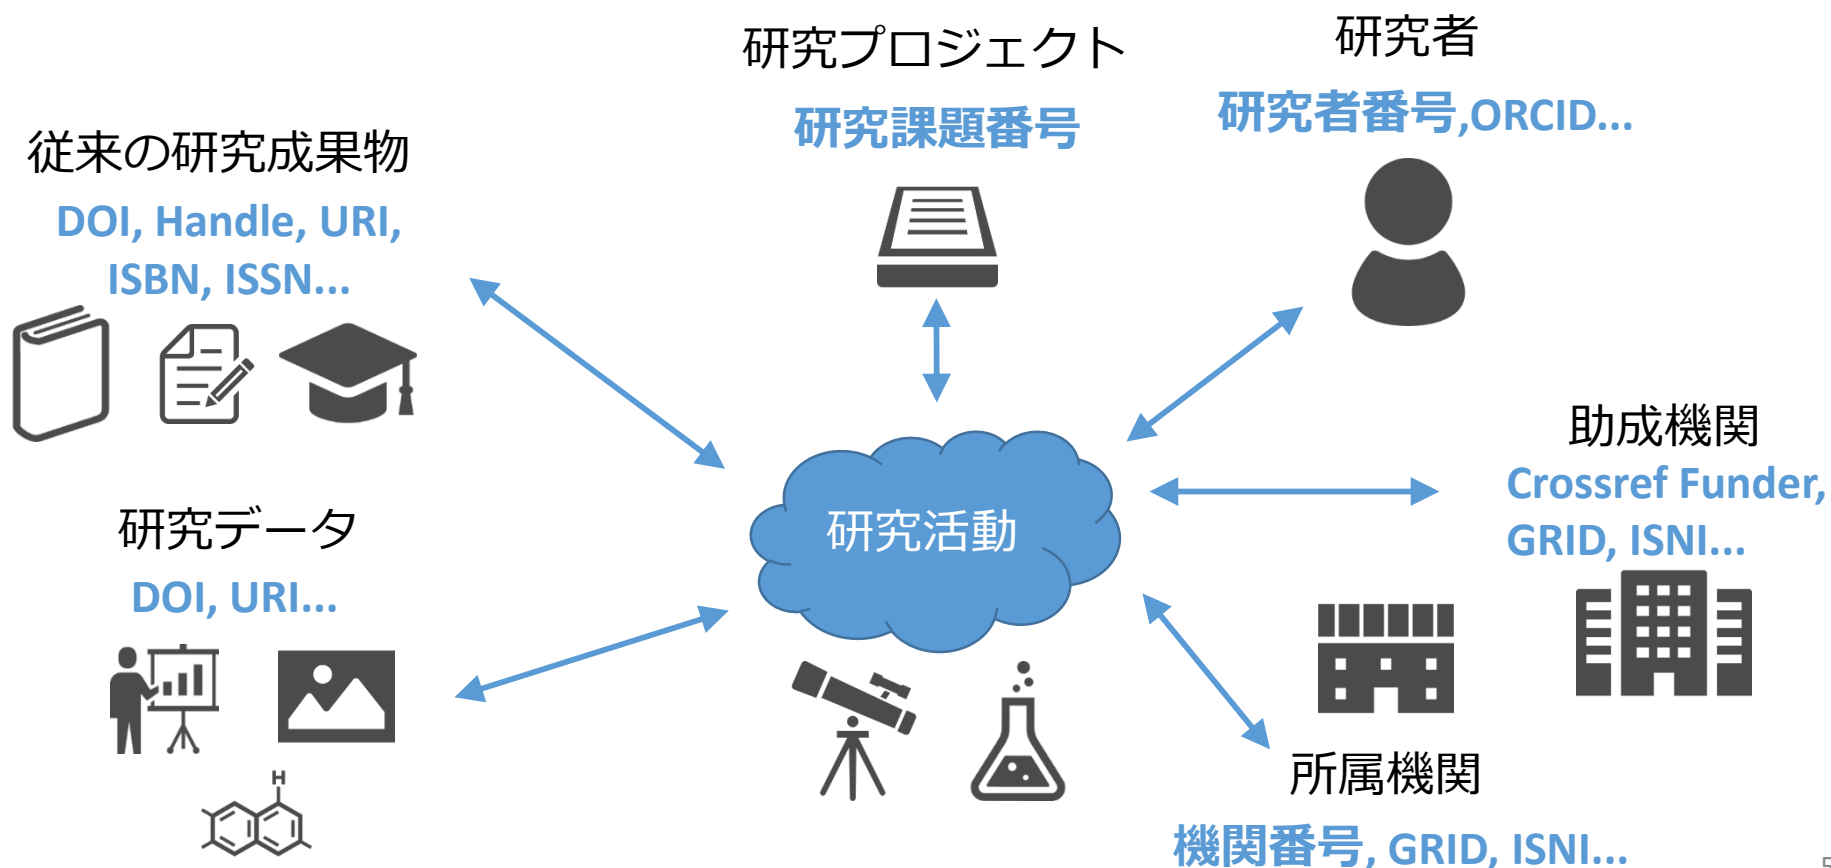 研究プロジェクト
研究課題番号
研究者
研究者番号,ORCID...
従来の研究成果物
DOI, Handle, URI,
ISBN, ISSN...
助成機関
Crossref Funder,
GRID, ISNI...
研究データ
DOI, URI...
研究活動
H
所属機関
機関番号, GRID, ISNI...